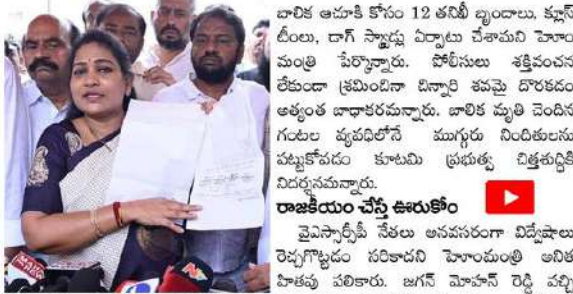 బాలిక ఆచూకి కోసం 12 తనిఖీ బృందాలు, క్లూస్
టీంలు, డాగ్ స్క్వాడ్లు ఏర్పాటు చేశామని హెూం
మంత్రి పేర్కొన్నారు. పోలీసులు శక్తివంచన
లేకుండా శ్రమించినా చిన్నారి శవమై దొరకడం
అత్యంత బాధాకరమన్నారు. బాలిక మృతి చెందిన
గంటల వ్యవధిలోనే ముగ్గురు నిందితులను
పట్టుకోవడం కూటమి ప్రభుత్వ చిత్తశుద్ధికి
నిదర్శనమన్నారు.
రాజకీయం చేస్తే ఊరుకోం
వైఎస్సార్సీపీ నేతలు అనవసరంగా విద్వేషాలు
రెచ్చగొట్టడం సరికాదని హెూంమంత్రి అనిత
హితవు పలికారు. జగన్ మోహన్ రెడ్డి వచ్చి